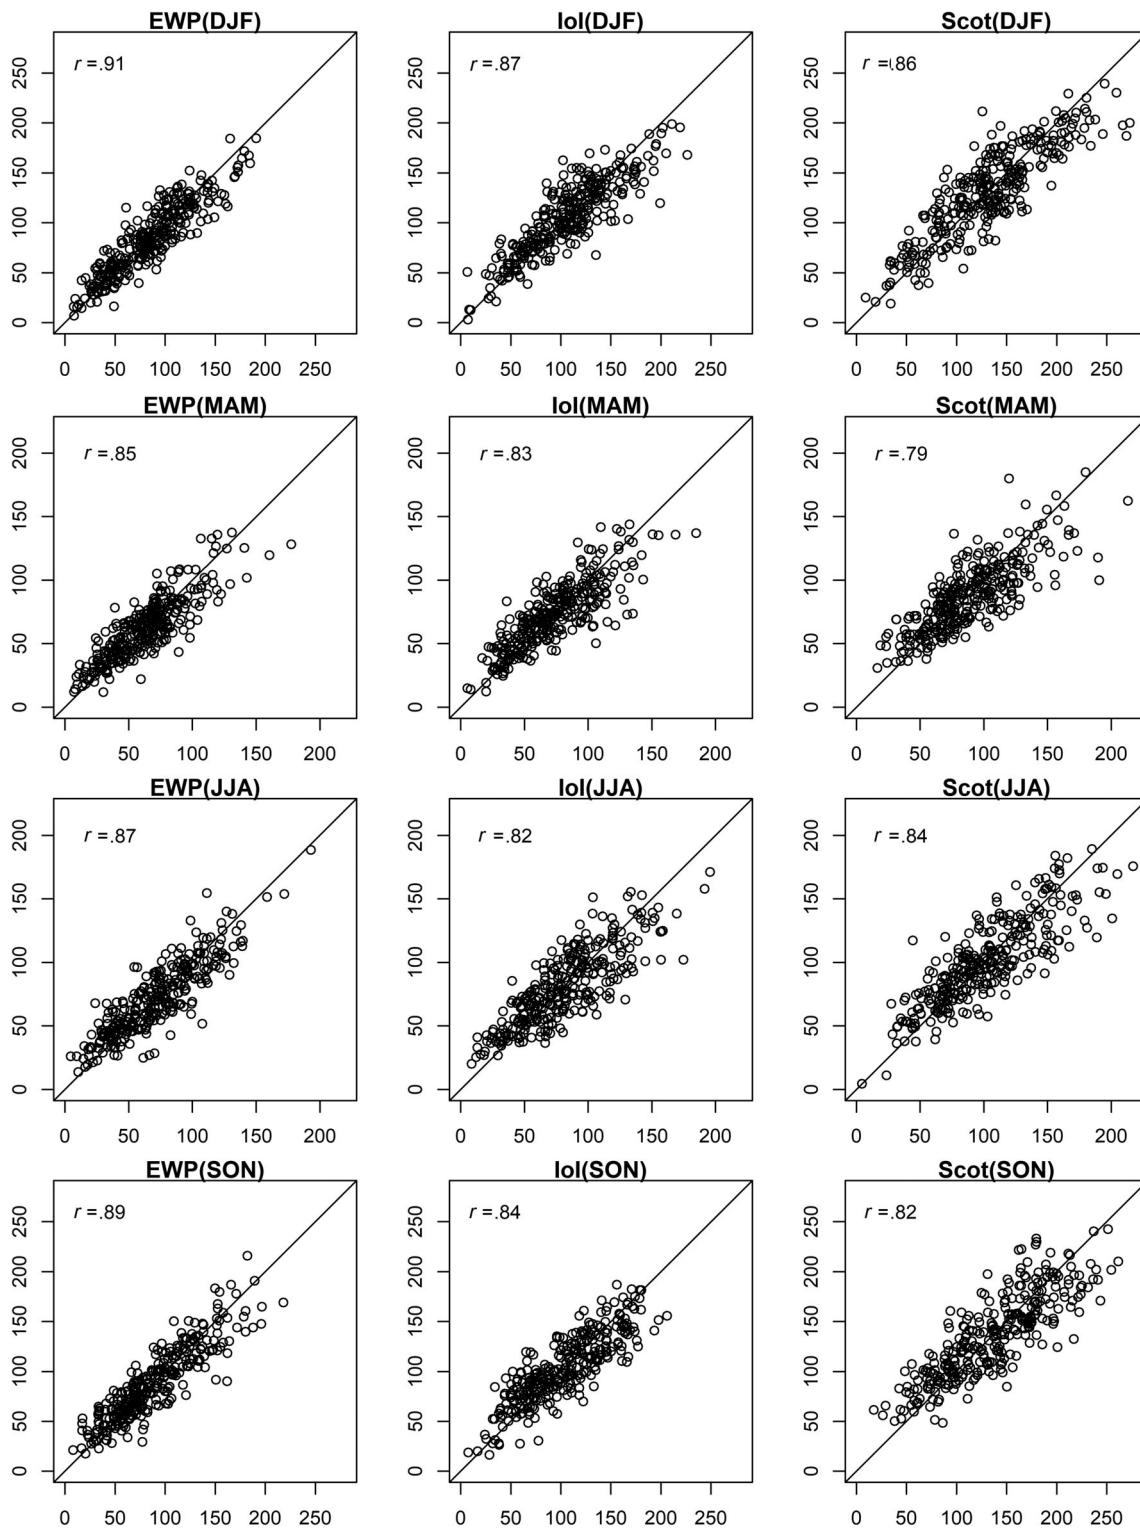 EWP(DJF) Iol(DJF) Scot(DJF)
r =.91 r =.87 r =.86
250 250 250
200 200 200
150 150 150
100 100 100
50 50 50
0 0 0
0 50 100 150 200 250 0 50 100 150 200 250 0 50 100 150 200 250
EWP(MAM) Iol(MAM) Scot(MAM)
r =.85 r =.83 r =.79
200 200 200
150 150 150
100 100 100
50 50 50
0 0 0
0 50 100 150 200 0 50 100 150 200 0 50 100 150 200
EWP(JJA) Iol(JJA) Scot(JJA)
r =.87 r =.82 r =.84
200 200 200
150 150 150
100 100 100
50 50 50
0 0 0
0 50 100 150 200 0 50 100 150 200 0 50 100 150 200
EWP(SON) Iol(SON) Scot(SON)
r =.89 r =.84 r =.82
250 250 250
200 200 200
150 150 150
100 100 100
50 50 50
0 0 0
0 50 100 150 200 250 0 50 100 150 200 250 0 50 100 150 200 250